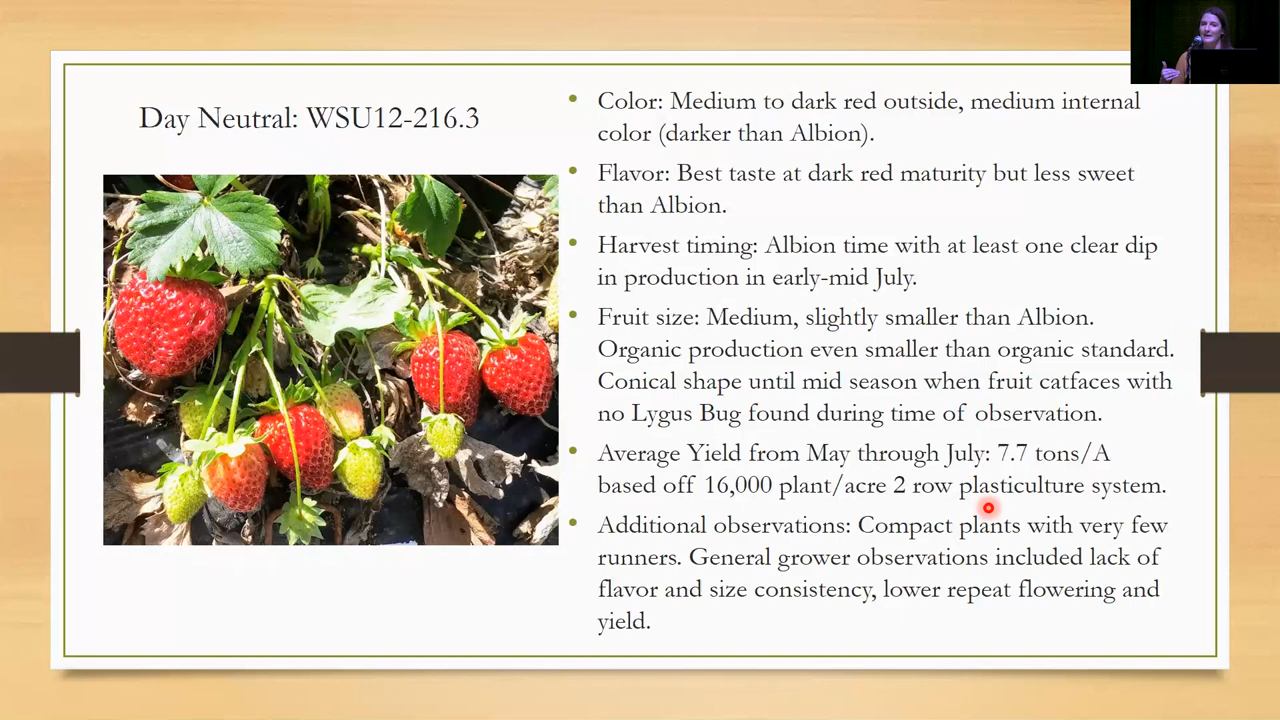 Day Neutral: WSU12-216.3
• Color: Medium to dark red outside, medium internal
color (darker than Albion).
• Flavor: Best taste at dark red maturity but less sweet
than Albion.
• Harvest timing: Albion time with at least one clear dip
in production in early-mid July.
• Fruit size: Medium, slightly smaller than Albion.
Organic production even smaller than organic standard.
Conical shape until mid season when fruit catfaces with
no Lygus Bug found during time of observation.
• Average Yield from May through July: 7.7 tons/A
based off 16,000 plant/acre 2 row plasticulture system.
• Additional observations: Compact plants with very few
runners. General grower observations included lack of
flavor and size consistency, lower repeat flowering and
yield.